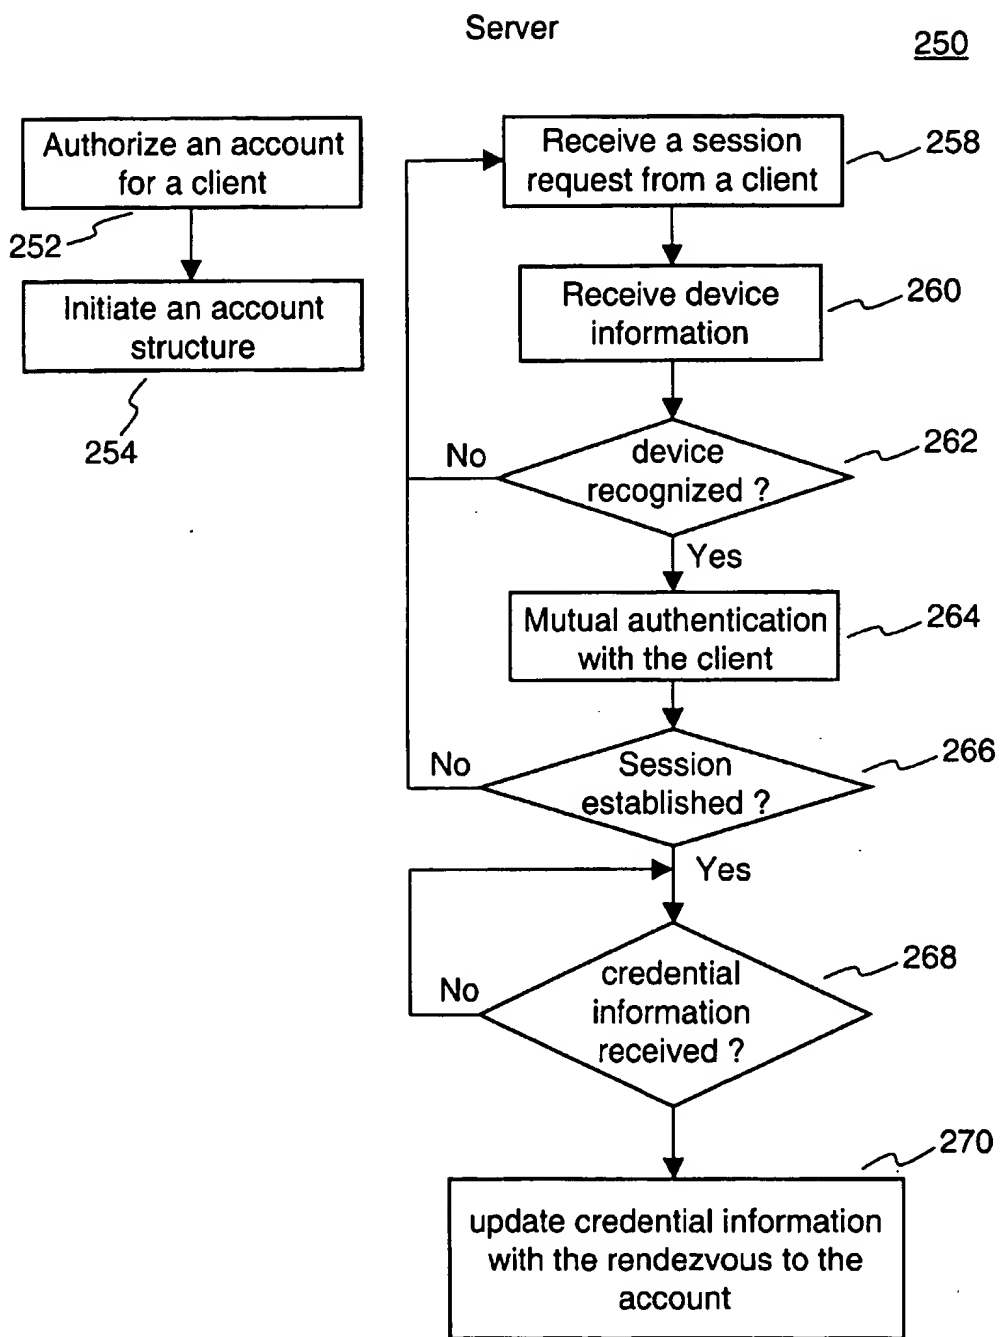 Server
250
Authorize an account
for a client
252
Initiate an account
structure
254
Receive a session
request from a client
258
Receive device
information
260
device
recognized ?
262
No
Yes
Mutual authentication
with the client
264
Session
established ?
266
No
Yes
credential
information
received ?
268
No
update credential information
with the rendezvous to the
account
270